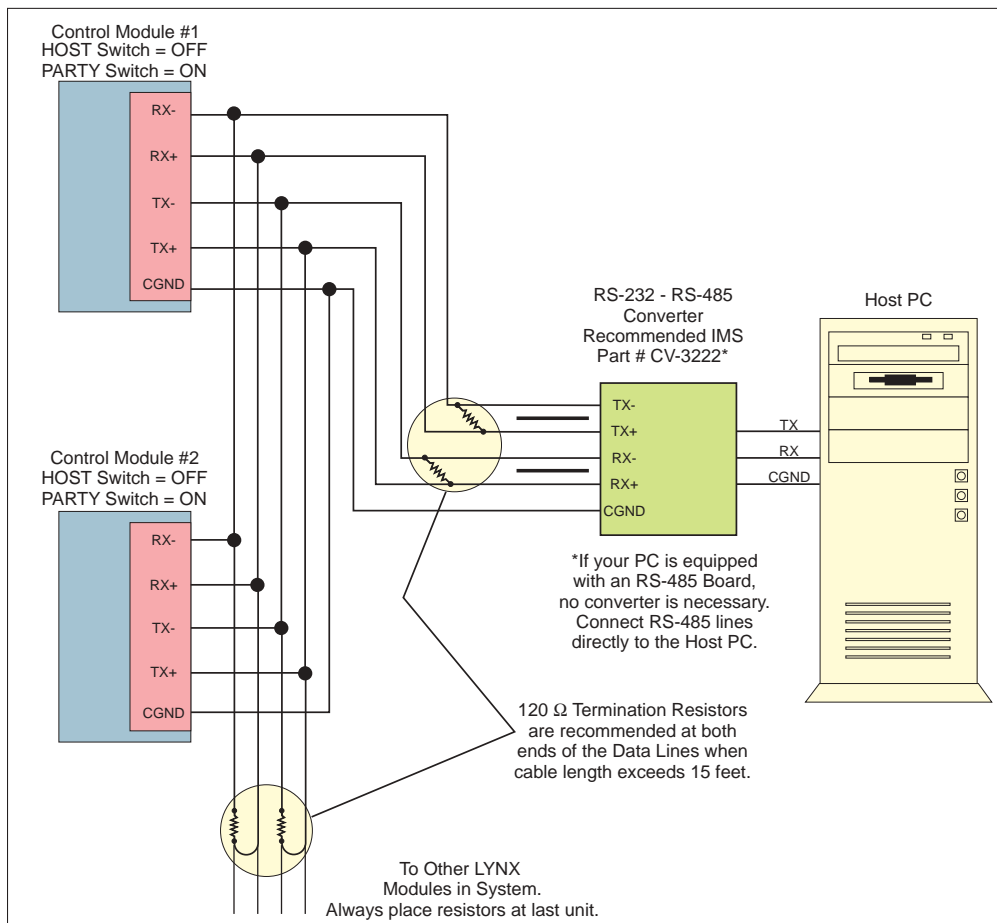 Control Module #1
HOST Switch = OFF
PARTY Switch = ON
RX-
RX+
TX-
TX+
CGND
RS-232 - RS-485
Converter
Recommended IMS
Part # CV-3222*
Host PC
TX-
TX+
RX-
RX+
CGND
TX
RX
CGND
Control Module #2
HOST Switch = OFF
PARTY Switch = ON
RX-
RX+
TX-
TX+
CGND
*If your PC is equipped
with an RS-485 Board,
no converter is necessary.
Connect RS-485 lines
directly to the Host PC.
120 Ω Termination Resistors
are recommended at both
ends of the Data Lines when
cable length exceeds 15 feet.
To Other LYNX
Modules in System.
Always place resistors at last unit.